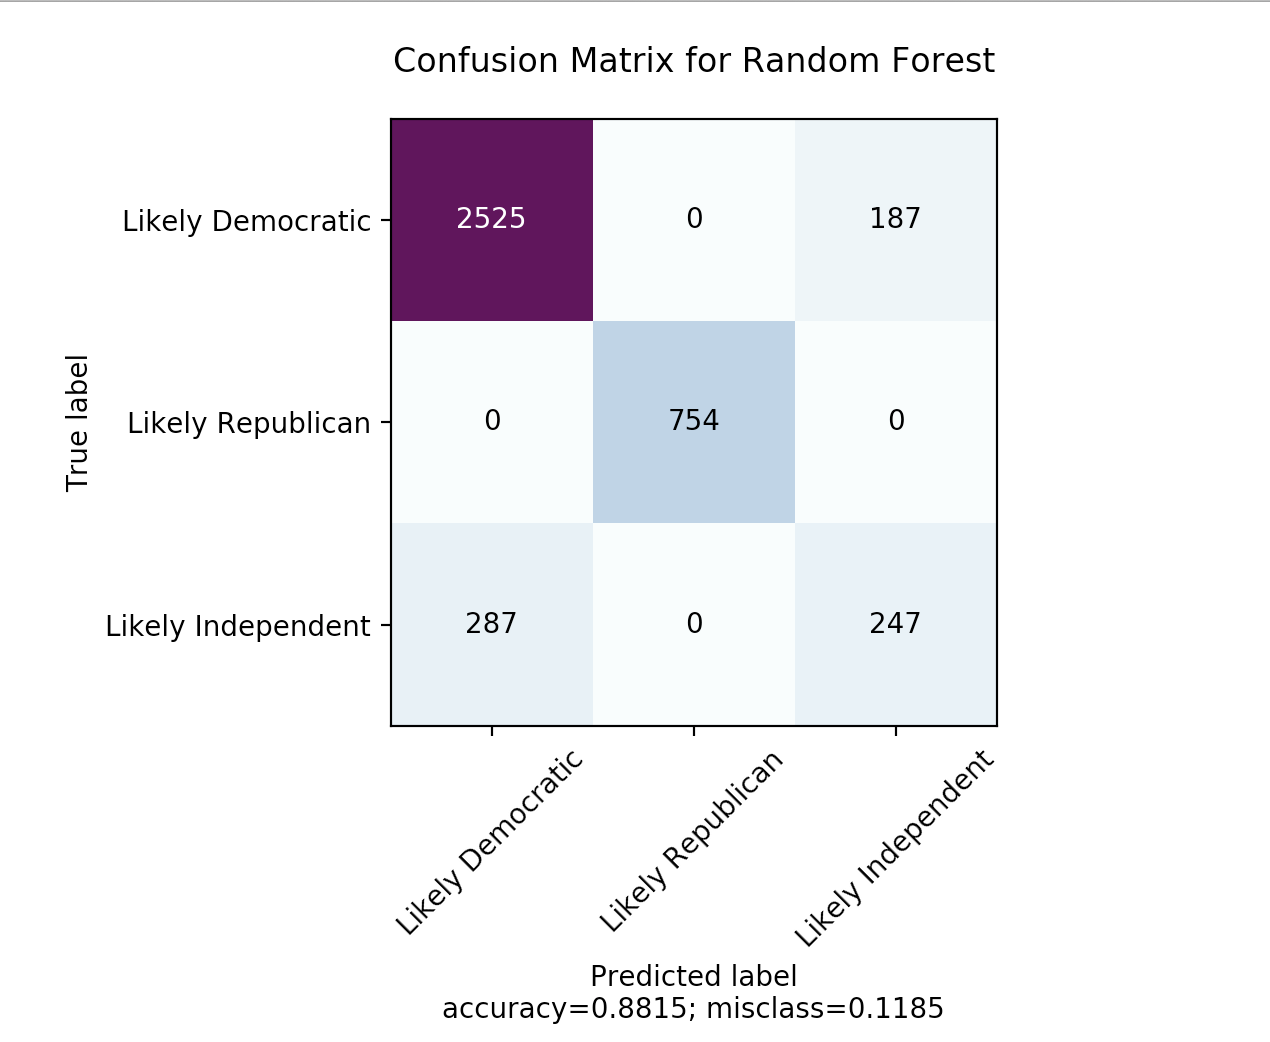 Confusion Matrix for Random Forest
Likely Democratic
2525
0
187
True label
Likely Republican
0
754
0
Likely Independent
287
0
247
Likely Democratic
Likely Republican
Likely Independent
Predicted label
accuracy=0.8815; misclass=0.1185